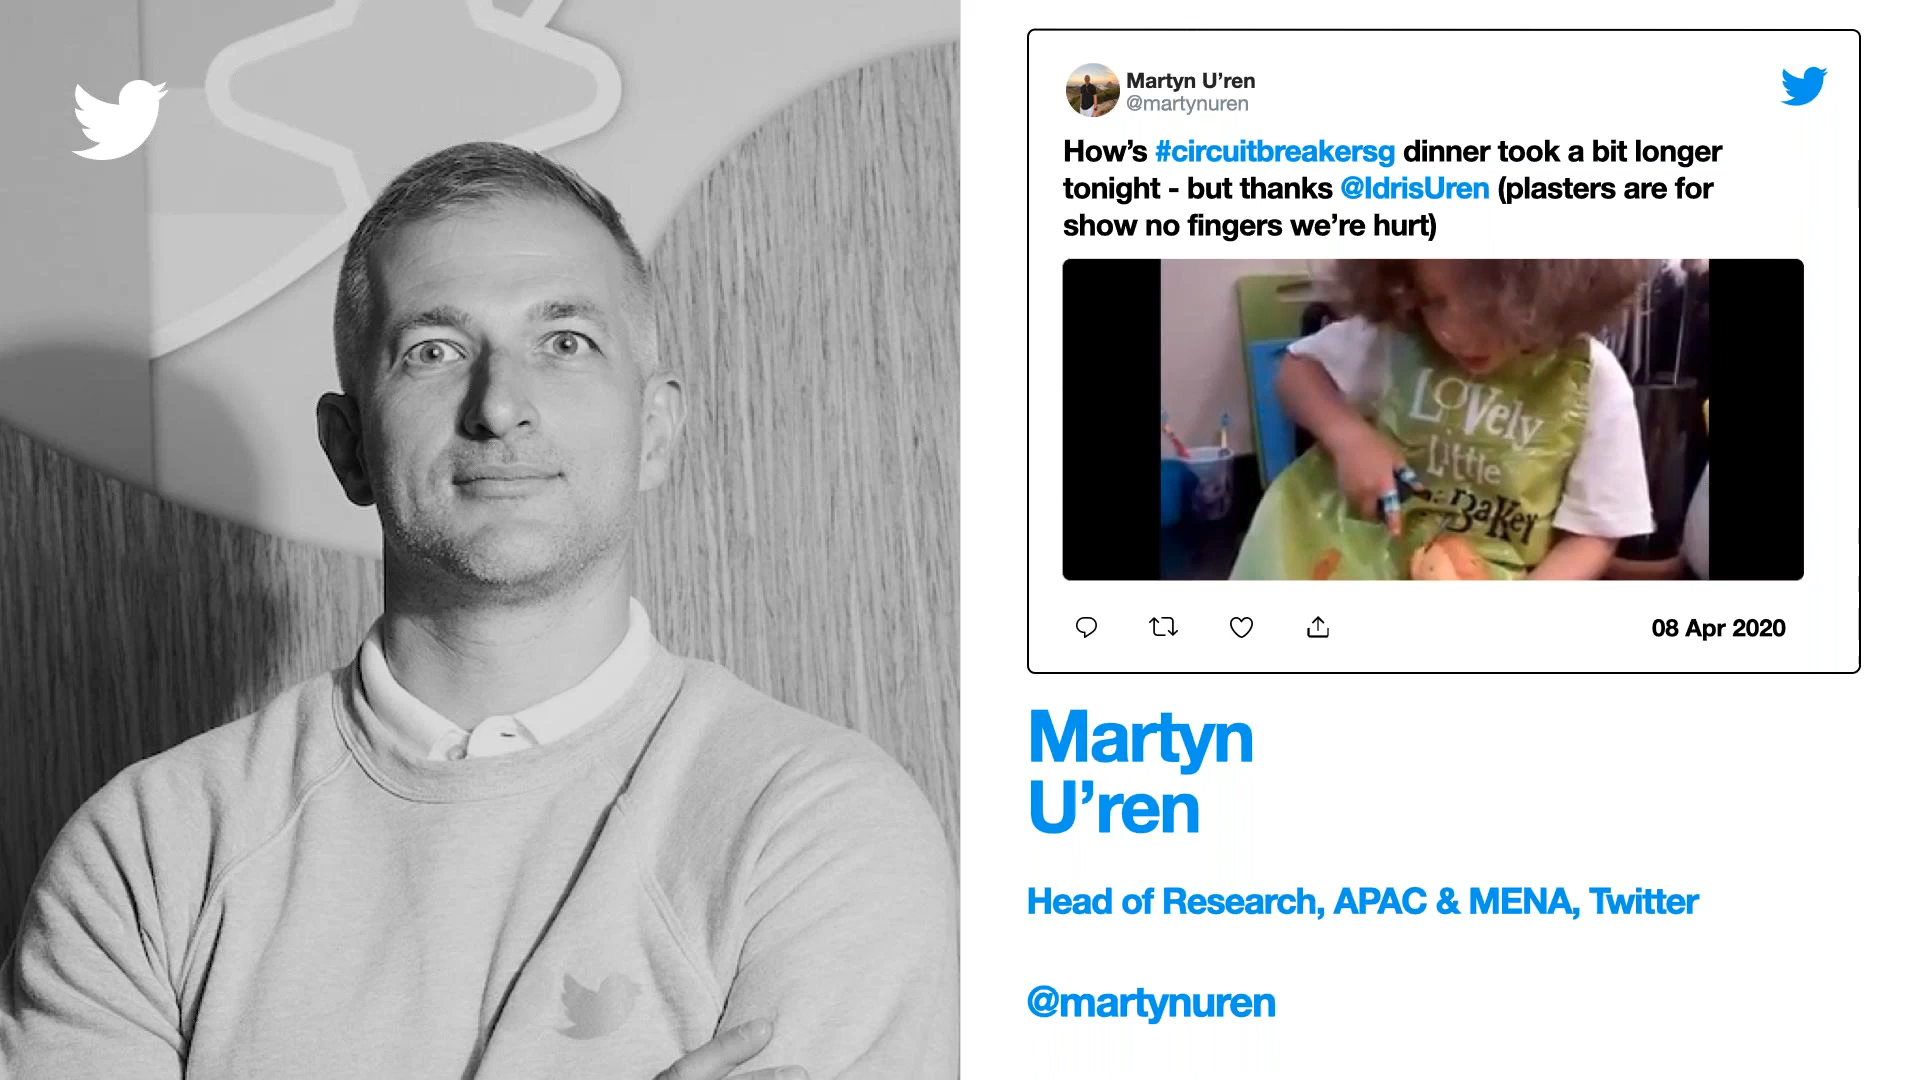 Martyn U’ren
@martynuren
How’s #circuitbreakersg dinner took a bit longer
tonight - but thanks @IdrisUren (plasters are for
show no fingers we’re hurt)
Lovely
Little
Baker
08 Apr 2020
Martyn
U’ren
Head of Research, APAC & MENA, Twitter
@martynuren